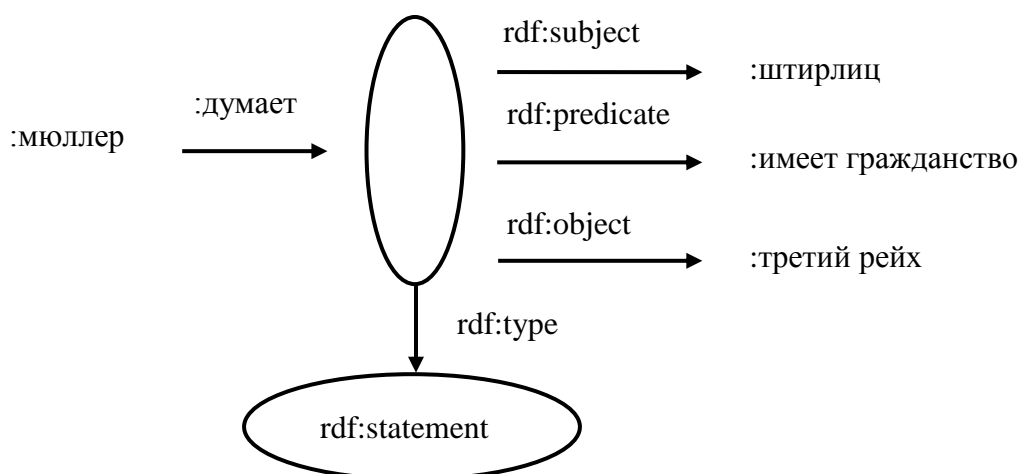 rdf:subject
:штирлиц
:думает
rdf:predicate
:мюллер
:имеет гражданство
rdf:object
:третий рейх
rdf:type
rdf:statement